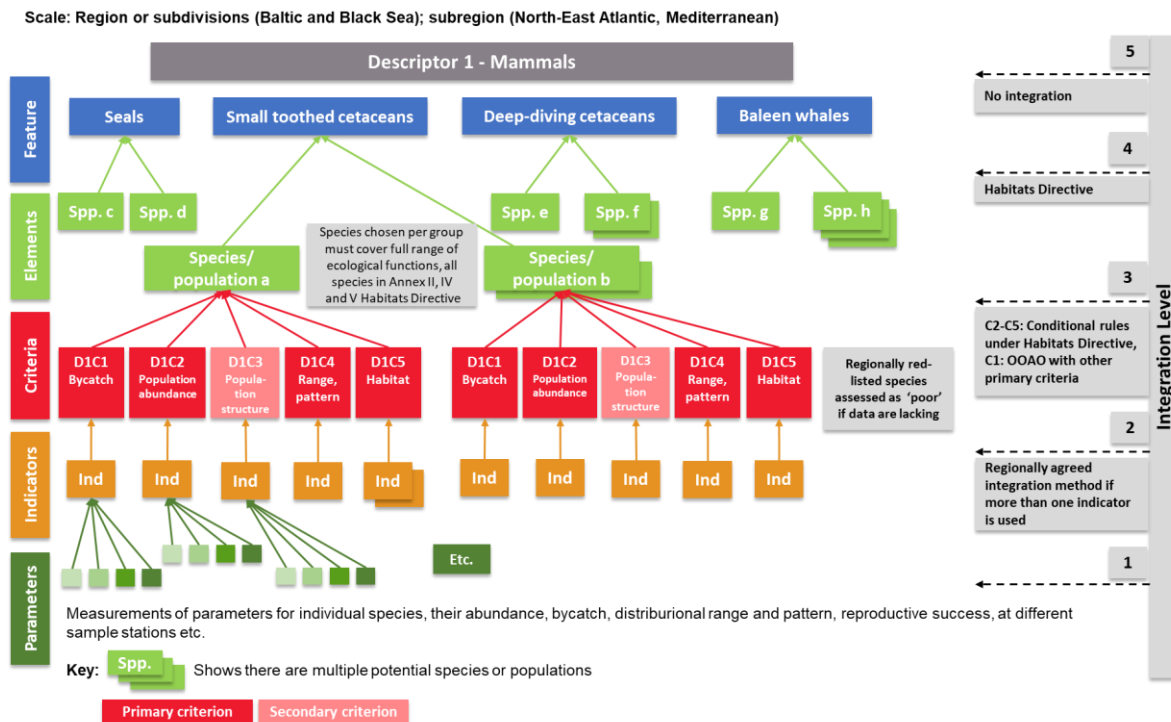 Scale: Region or subdivisions (Baltic and Black Sea); subregion (North-East Atlantic, Mediterranean)
Descriptor 1 - Mammals
5
No integration
Feature
Seals
Small toothed cetaceans
Deep-diving cetaceans
Baleen whales
4
Habitats Directive
Elements
Spp. c
Spp. d
Spp. e
Spp. f
Spp. g
Spp. h
Species/
population a
Species chosen per group
must cover full range of
ecological functions, all
species in Annex II, IV
and V Habitats Directive
Species/
population b
3
C2-C5: Conditional rules
under Habitats Directive,
C1: OOAO with other
primary criteria
Integration Level
Criteria
D1C1
Bycatch
D1C2
Population
abundance
D1C3
Popula-
tion
structure
D1C4
Range,
pattern
D1C5
Habitat
D1C1
Bycatch
D1C2
Population
abundance
D1C3
Popula-
tion
structure
D1C4
Range,
pattern
D1C5
Habitat
Regionally red-
listed species
assessed as ‘poor’
if data are lacking
2
Regionally agreed
integration method if
more than one indicator
is used
Indicators
Ind
Ind
Ind
Ind
Ind
Ind
Ind
Ind
Ind
Ind
Parameters
Etc.
1
Measurements of parameters for individual species, their abundance, bycatch, distriburional range and pattern, reproductive success, at different
sample stations etc.
Key:
Spp.
Shows there are multiple potential species or populations
Primary criterion
Secondary criterion